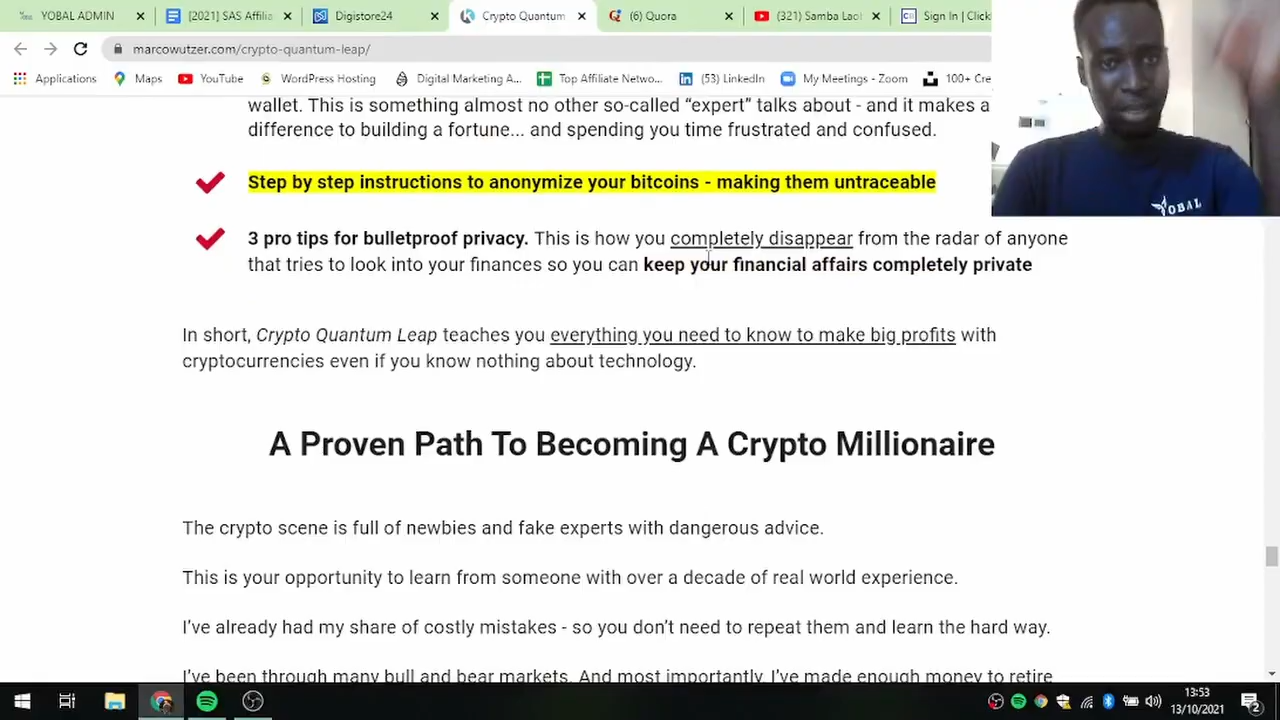 YOBAL ADMIN
[2021] SAS Affilia
Digistore24
Crypto Quantum
(6) Quora
(321) Samba Laob
Sign In | Click
marcowutzer.com/crypto-quantum-leap/
Applications
Maps
YouTube
WordPress Hosting
Digital Marketing A...
Top Affiliate Netwo...
(53) LinkedIn
My Meetings - Zoom
100+ Cre
wallet. This is something almost no other so-called “expert” talks about - and it makes a
difference to building a fortune... and spending you time frustrated and confused.
Step by step instructions to anonymize your bitcoins - making them untraceable
YOBAL
3 pro tips for bulletproof privacy. This is how you completely disappear from the radar of anyone
that tries to look into your finances so you can keep your financial affairs completely private
In short, Crypto Quantum Leap teaches you everything you need to know to make big profits with
cryptocurrencies even if you know nothing about technology.
A Proven Path To Becoming A Crypto Millionaire
The crypto scene is full of newbies and fake experts with dangerous advice.
This is your opportunity to learn from someone with over a decade of real world experience.
I’ve already had my share of costly mistakes - so you don’t need to repeat them and learn the hard way.
I’ve been through many bull and bear markets. And most importantly, I’ve made enough money to retire
13:53
13/10/2021
2